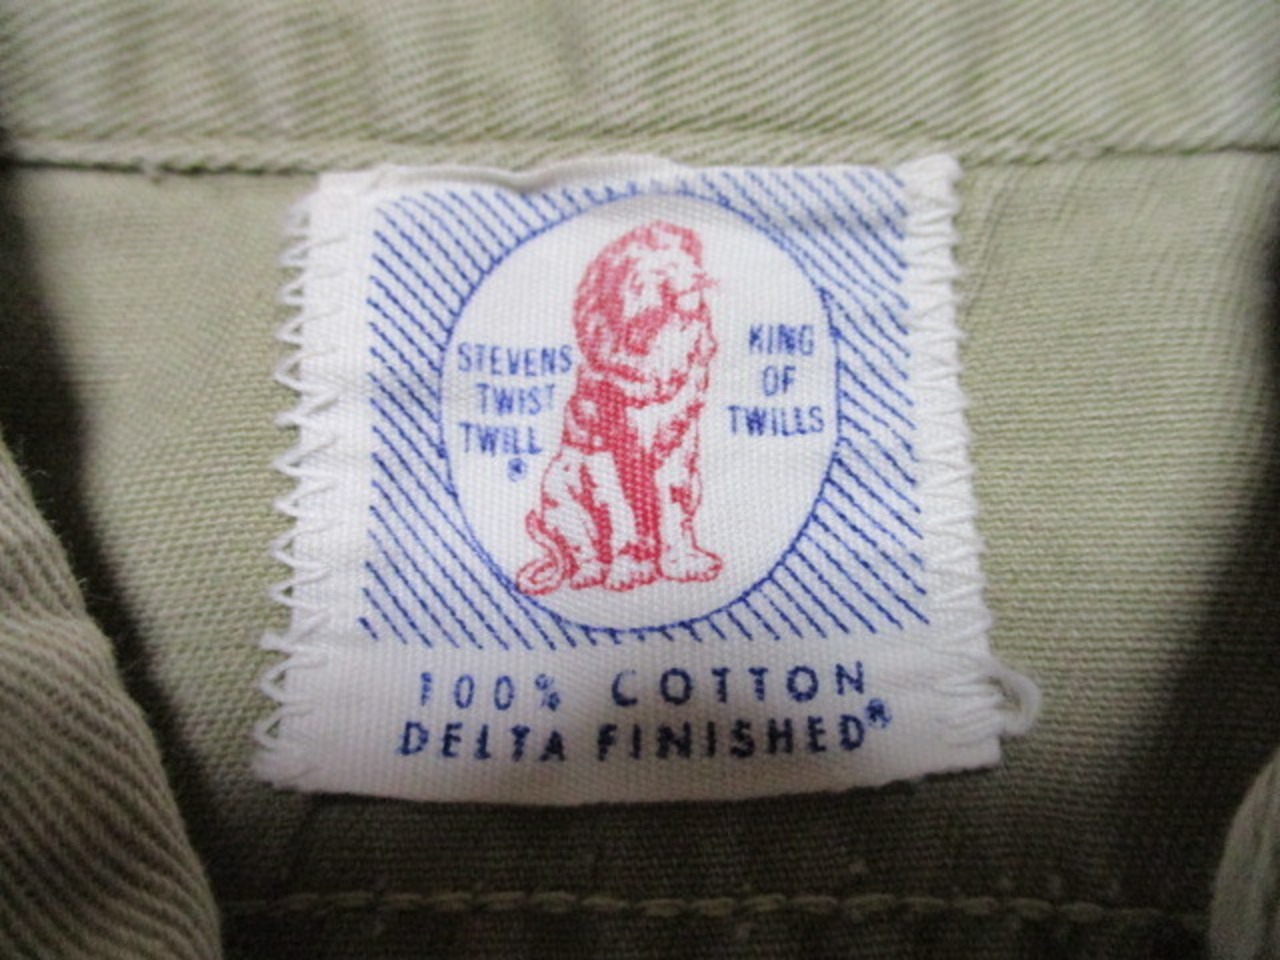 STEVENS
TWIST
TWILL
®
KING
OF
TWILLS
100% COTTON
DELTA FINISHED®